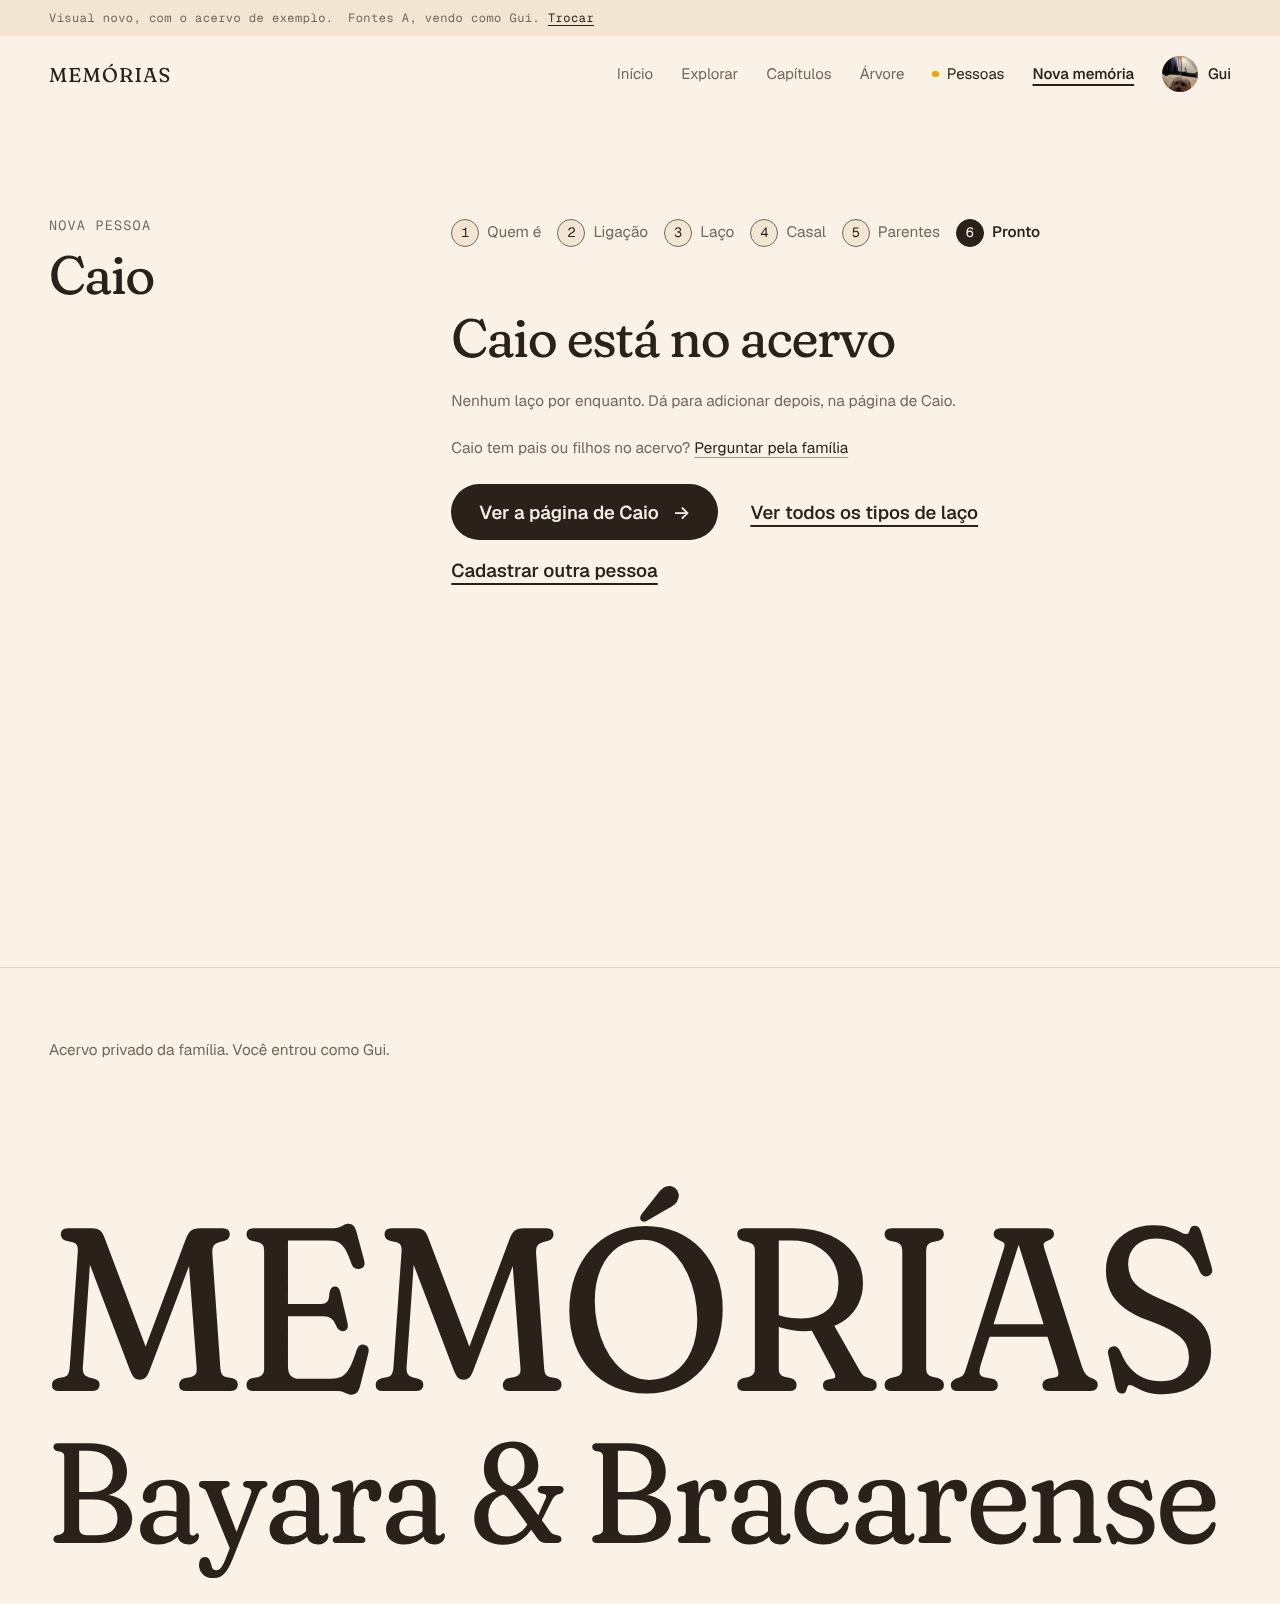 Visual novo, com o acervo de exemplo. Fontes A, vendo como Gui. Trocar
MEMÓRIAS
Início
Explorar
Capítulos
Árvore
Pessoas
Nova memória
Gui
NOVA PESSOA
Caio
1 Quem é
2 Ligação
3 Laço
4 Casal
5 Parentes
6 Pronto
Caio está no acervo
Nenhum laço por enquanto. Dá para adicionar depois, na página de Caio.
Caio tem pais ou filhos no acervo? Perguntar pela família
Ver a página de Caio →
Ver todos os tipos de laço
Cadastrar outra pessoa
Acervo privado da família. Você entrou como Gui.
MEMÓRIAS
Bayara & Bracarense